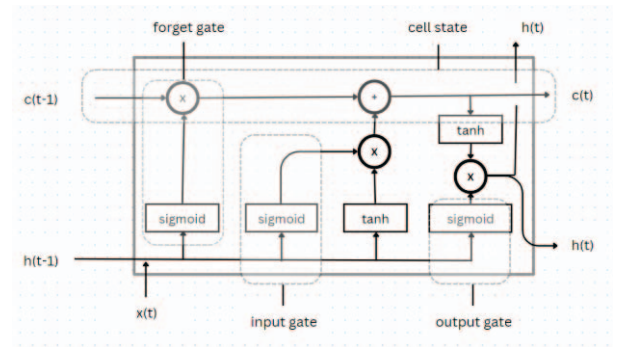 forget gate
cell state
h(t)
c(t-1)
x
+
c(t)
tanh
x
x
sigmoid
sigmoid
tanh
sigmoid
h(t)
h(t-1)
x(t)
input gate
output gate